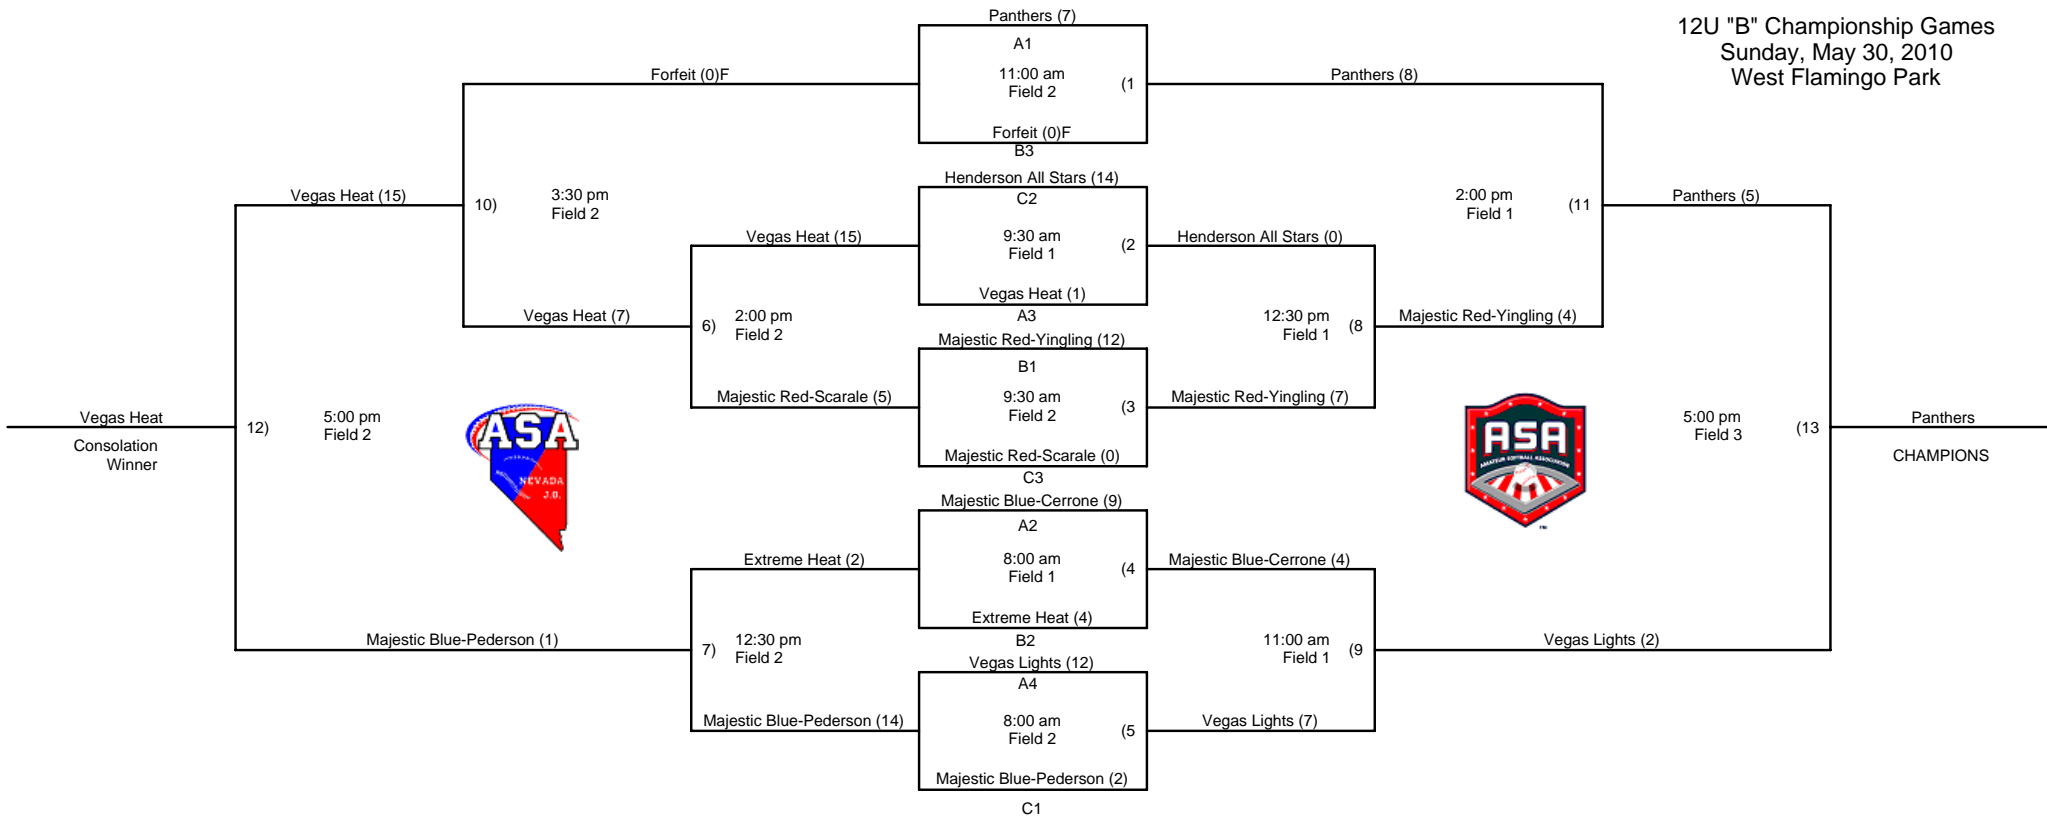 12U "B" Championship Games
Sunday, May 30, 2010
West Flamingo Park
Panthers (7)
A1
11:00 am
Field 2
(1
Forfeit (0)F
B3
Forfeit (0)F
Panthers (8)
Henderson All Stars (14)
C2
9:30 am
Field 1
(2
Vegas Heat (1)
A3
Vegas Heat (15)
10)
3:30 pm
Field 2
Vegas Heat (15)
Henderson All Stars (0)
2:00 pm
Field 1
(11
Panthers (5)
Vegas Heat (7)
6)
2:00 pm
Field 2
12:30 pm
Field 1
(8
Majestic Red-Yingling (4)
Majestic Red-Yingling (12)
B1
9:30 am
Field 2
(3
Majestic Red-Scarale (0)
C3
Majestic Red-Scarale (5)
Majestic Red-Yingling (7)
Vegas Heat
Consolation
Winner
12)
5:00 pm
Field 2
ASA
NEVADA
J.O.
ASA
AMATEUR SOFTBALL ASSOCIATION
TM
5:00 pm
Field 3
(13
Panthers
CHAMPIONS
Majestic Blue-Cerrone (9)
A2
8:00 am
Field 1
(4
Extreme Heat (4)
B2
Extreme Heat (2)
Majestic Blue-Cerrone (4)
Majestic Blue-Pederson (1)
7)
12:30 pm
Field 2
11:00 am
Field 1
(9
Vegas Lights (2)
Vegas Lights (12)
A4
8:00 am
Field 2
(5
Majestic Blue-Pederson (2)
C1
Majestic Blue-Pederson (14)
Vegas Lights (7)